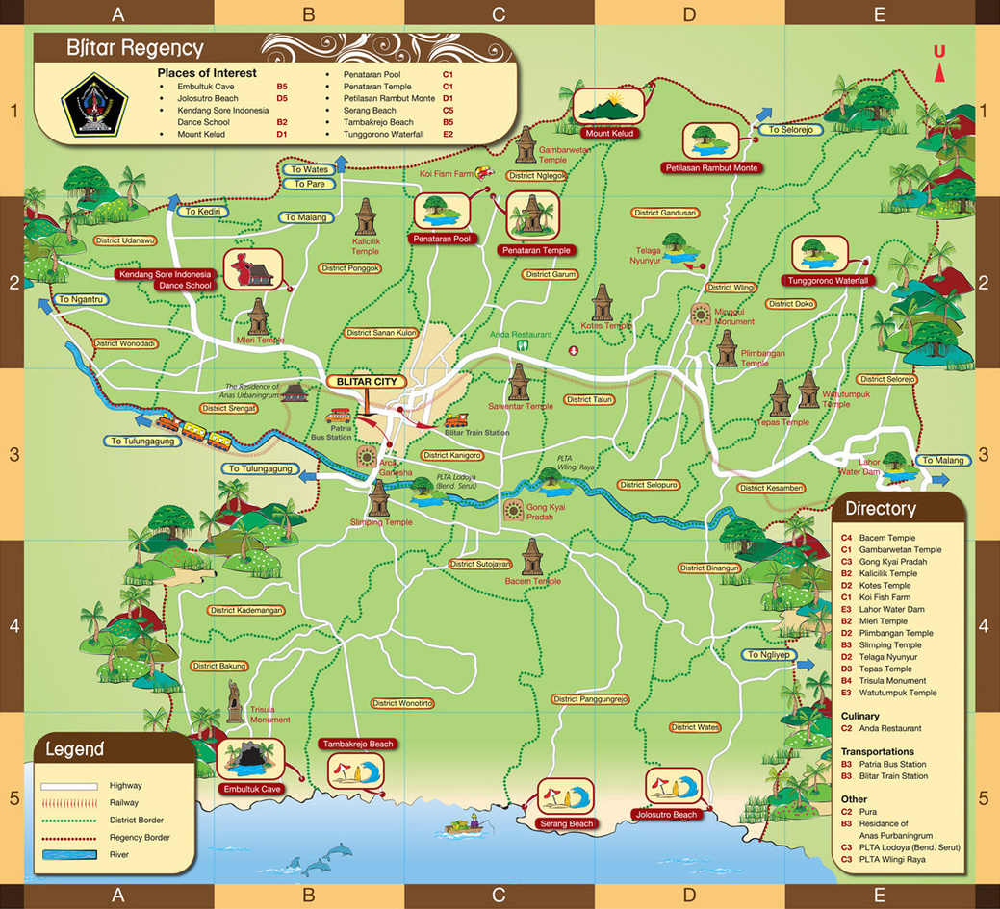 A B C D E
Blitar Regency
Places of Interest
• Embultuk Cave B5
• Jolosutro Beach D5
• Kendang Sore Indonesia
Dance School B2
• Mount Kelud D1
• Penataran Pool C1
• Penataran Temple C1
• Petilasan Rambut Monte D1
• Serang Beach C5
• Tambakrejo Beach B5
• Tunggorono Waterfall E2
U
1
1
Mount Kelud
To Selorejo
Gambarwetan
Temple
Petilasan Rambut Monte
To Wates
To Pare
Koi Fism Farm
District Nglegok
To Kediri
To Malang
District Gandusari
District Udanawu
Kalicilik
Temple
Penataran Pool
Penataran Temple
Telaga
Nyunyur
District Ponggok
District Garum
Kendang Sore Indonesia
Dance School
Tunggorono Waterfall
2
2
District Wlingi
To Ngantru
District Doko
Minggul
Monument
Mleri Temple
Kotes Temple
District Sanan Kulon
Anda Restaurant
District Wonodadi
Plimbangan
Temple
The Residence of
Anas Urbaningrum
BLITAR CITY
District Selorejo
District Srengat
Sawentar Temple
District Talun
Watutumpuk
Temple
Tepas Temple
Patria
Bus Station
Blitar Train Station
To Tulungagung
3
3
District Kanigoro
Arca
Ganesha
PLTA
Wlingi Raya
Lahor
Water Dam
To Malang
To Tulungagung
PLTA Lodoya
(Bend. Serut)
District Selopuro
District Kesamben
Slimping Temple
Gong Kyai
Pradah
District Sutojayan
District Binangun
Bacem Temple
District Kademangan
4
4
To Ngliyep
District Bakung
District Panggungrejo
District Wonotirto
Trisula
Monument
District Wates
Tambakrejo Beach
Embultuk Cave
5
5
Serang Beach
Jolosutro Beach
Legend
Highway
Railway
District Border
Regency Border
River
Directory
C4 Bacem Temple
C1 Gambarwetan Temple
C3 Gong Kyai Pradah
B2 Kalicilik Temple
D2 Kotes Temple
C1 Koi Fish Farm
E3 Lahor Water Dam
B2 Mleri Temple
D2 Plimbangan Temple
B3 Slimping Temple
D2 Telaga Nyunyur
D3 Tepas Temple
B4 Trisula Monument
E3 Watutumpuk Temple
Culinary
C2 Anda Restaurant
Transportations
B3 Patria Bus Station
B3 Blitar Train Station
Other
C2 Pura
B3 Residance of
Anas Purbaningrum
C3 PLTA Lodoya (Bend. Serut)
C3 PLTA Wlingi Raya
A B C D E